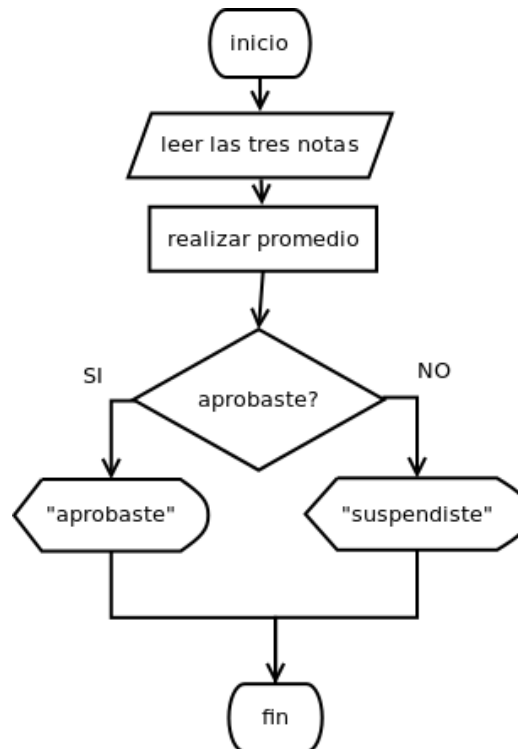 inicio
leer las tres notas
realizar promedio
SI
NO
aprobaste?
"aprobaste"
"suspendiste"
fin